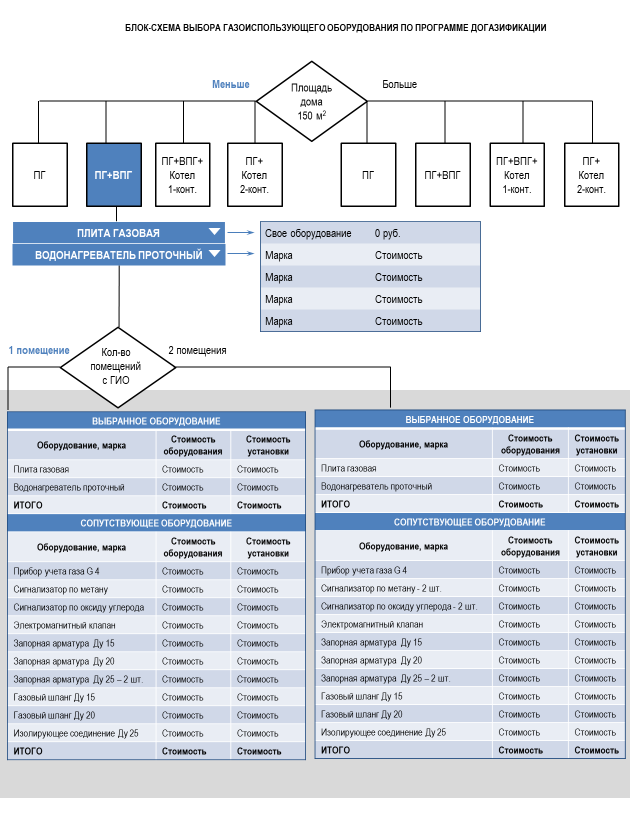 БЛОК-СХЕМА ВЫБОРА ГАЗОИСПОЛЬЗУЮЩЕГО ОБОРУДОВАНИЯ ПО ПРОГРАММЕ ДОГАЗИФИКАЦИИ
Меньше
Площадь
дома
150 м²
Больше
ПГ
ПГ+ВПГ
ПГ+ВПГ+
Котел
1-конт.
ПГ+
Котел
2-конт.
ПГ
ПГ+ВПГ
ПГ+ВПГ+
Котел
1-конт.
ПГ+
Котел
2-конт.
ПЛИТА ГАЗОВАЯ
ВОДОНАГРЕВАТЕЛЬ ПРОТОЧНЫЙ
Свое оборудование 0 руб.
Марка Стоимость
Марка Стоимость
Марка Стоимость
Марка Стоимость
1 помещение
Кол-во
помещений
с ГИО
2 помещения
ВЫБРАННОЕ ОБОРУДОВАНИЕ
Оборудование, марка Стоимость оборудования Стоимость установки
Плита газовая Стоимость Стоимость
Водонагреватель проточный Стоимость Стоимость
ИТОГО Стоимость Стоимость
СОПУТСТВУЮЩЕЕ ОБОРУДОВАНИЕ
Оборудование, марка Стоимость оборудования Стоимость установки
Прибор учета газа G 4 Стоимость Стоимость
Сигнализатор по метану Стоимость Стоимость
Сигнализатор по оксиду углерода Стоимость Стоимость
Электромагнитный клапан Стоимость Стоимость
Запорная арматура Ду 15 Стоимость Стоимость
Запорная арматура Ду 20 Стоимость Стоимость
Запорная арматура Ду 25 – 2 шт. Стоимость Стоимость
Газовый шланг Ду 15 Стоимость Стоимость
Газовый шланг Ду 20 Стоимость Стоимость
Изолирующее соединение Ду 25 Стоимость Стоимость
ИТОГО Стоимость Стоимость
ВЫБРАННОЕ ОБОРУДОВАНИЕ
Оборудование, марка Стоимость оборудования Стоимость установки
Плита газовая Стоимость Стоимость
Водонагреватель проточный Стоимость Стоимость
ИТОГО Стоимость Стоимость
СОПУТСТВУЮЩЕЕ ОБОРУДОВАНИЕ
Оборудование, марка Стоимость оборудования Стоимость установки
Прибор учета газа G 4 Стоимость Стоимость
Сигнализатор по метану - 2 шт. Стоимость Стоимость
Сигнализатор по оксиду углерода - 2 шт. Стоимость Стоимость
Электромагнитный клапан Стоимость Стоимость
Запорная арматура Ду 15 Стоимость Стоимость
Запорная арматура Ду 20 Стоимость Стоимость
Запорная арматура Ду 25 – 2 шт. Стоимость Стоимость
Газовый шланг Ду 15 Стоимость Стоимость
Газовый шланг Ду 20 Стоимость Стоимость
Изолирующее соединение Ду 25 Стоимость Стоимость
ИТОГО Стоимость Стоимость